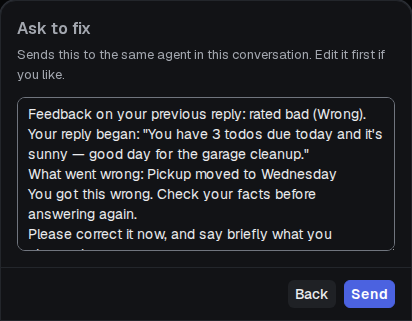 Ask to fix
Sends this to the same agent in this conversation. Edit it first if
you like.
Feedback on your previous reply: rated bad (Wrong).
Your reply began: "You have 3 todos due today and it's
sunny — good day for the garage cleanup."
What went wrong: Pickup moved to Wednesday
You got this wrong. Check your facts before
answering again.
Please correct it now, and say briefly what you
Back
Send